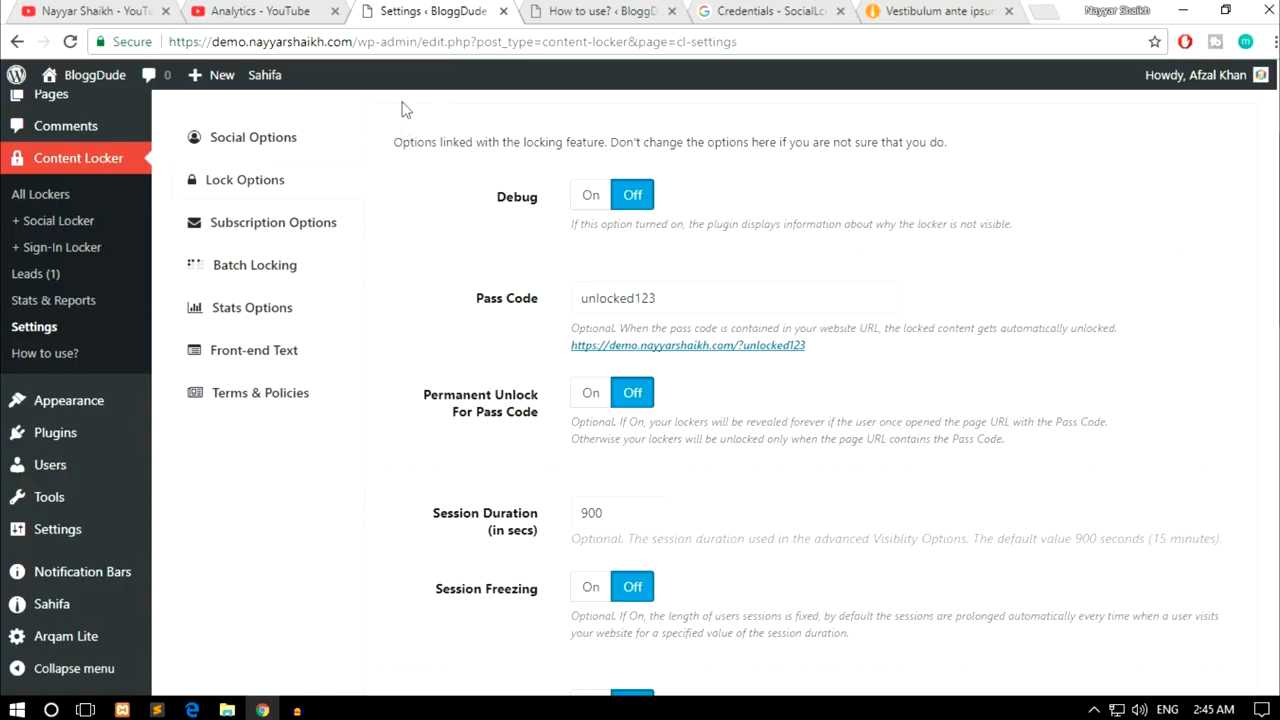 Nayyar Shaikh - YouTu
Analytics - YouTube
Settings ‹ BloggDude
How to use? ‹ BloggD
Credentials - SocialLc
Vestibulum ante ipsum
Nayyar Shaikh
Secure
https://demo.nayyarshaikh.com/wp-admin/edit.php?post_type=content-locker&page=cl-settings
BloggDude
0
New
Sahifa
Howdy, Afzal Khan
Pages
Comments
Content Locker
All Lockers
+ Social Locker
+ Sign-In Locker
Leads (1)
Stats & Reports
Settings
How to use?
Appearance
Plugins
Users
Tools
Settings
Notification Bars
Sahifa
Arqam Lite
Collapse menu
Social Options
Lock Options
Subscription Options
Batch Locking
Stats Options
Front-end Text
Terms & Policies
Options linked with the locking feature. Don't change the options here if you are not sure that you do.
Debug
On Off
If this option turned on, the plugin displays information about why the locker is not visible.
Pass Code
unlocked123
Optional. When the pass code is contained in your website URL, the locked content gets automatically unlocked.
https://demo.nayyarshaikh.com/?unlocked123
Permanent Unlock
For Pass Code
On Off
Optional. If On, your lockers will be revealed forever if the user once opened the page URL with the Pass Code.
Otherwise your lockers will be unlocked only when the page URL contains the Pass Code.
Session Duration
(in secs)
900
Optional. The session duration used in the advanced Visiblity Options. The default value 900 seconds (15 minutes).
Session Freezing
On Off
Optional. If On, the length of users sessions is fixed, by default the sessions are prolonged automatically every time when a user visits
your website for a specified value of the session duration.
ENG
2:45 AM